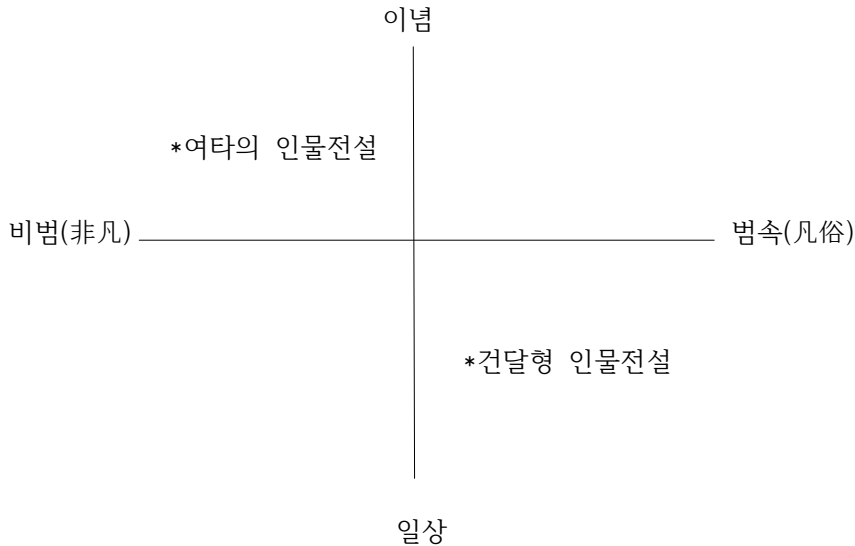 이념
*여타의 인물전설
비범(非凡)
범속(凡俗)
*건달형 인물전설
일상